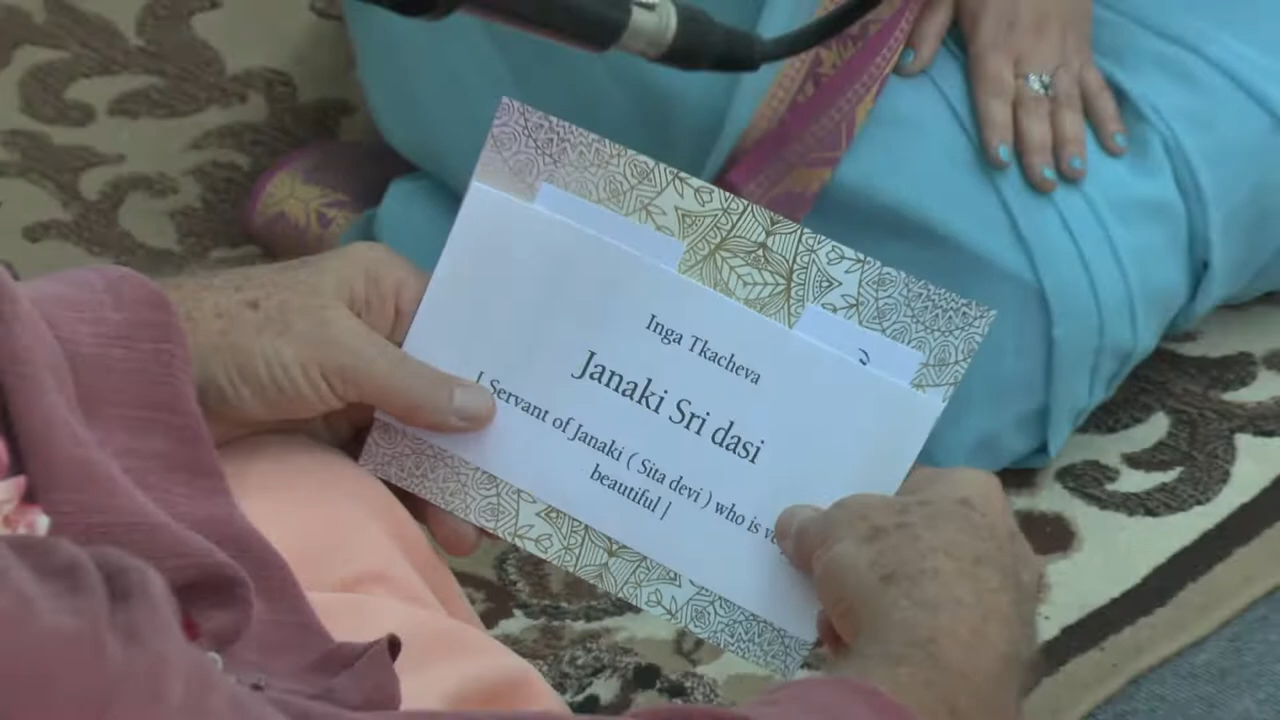 Inga Tkacheva
Janaki Sri dasi
[ Servant of Janaki ( Sita devi ) who is
beautiful ]